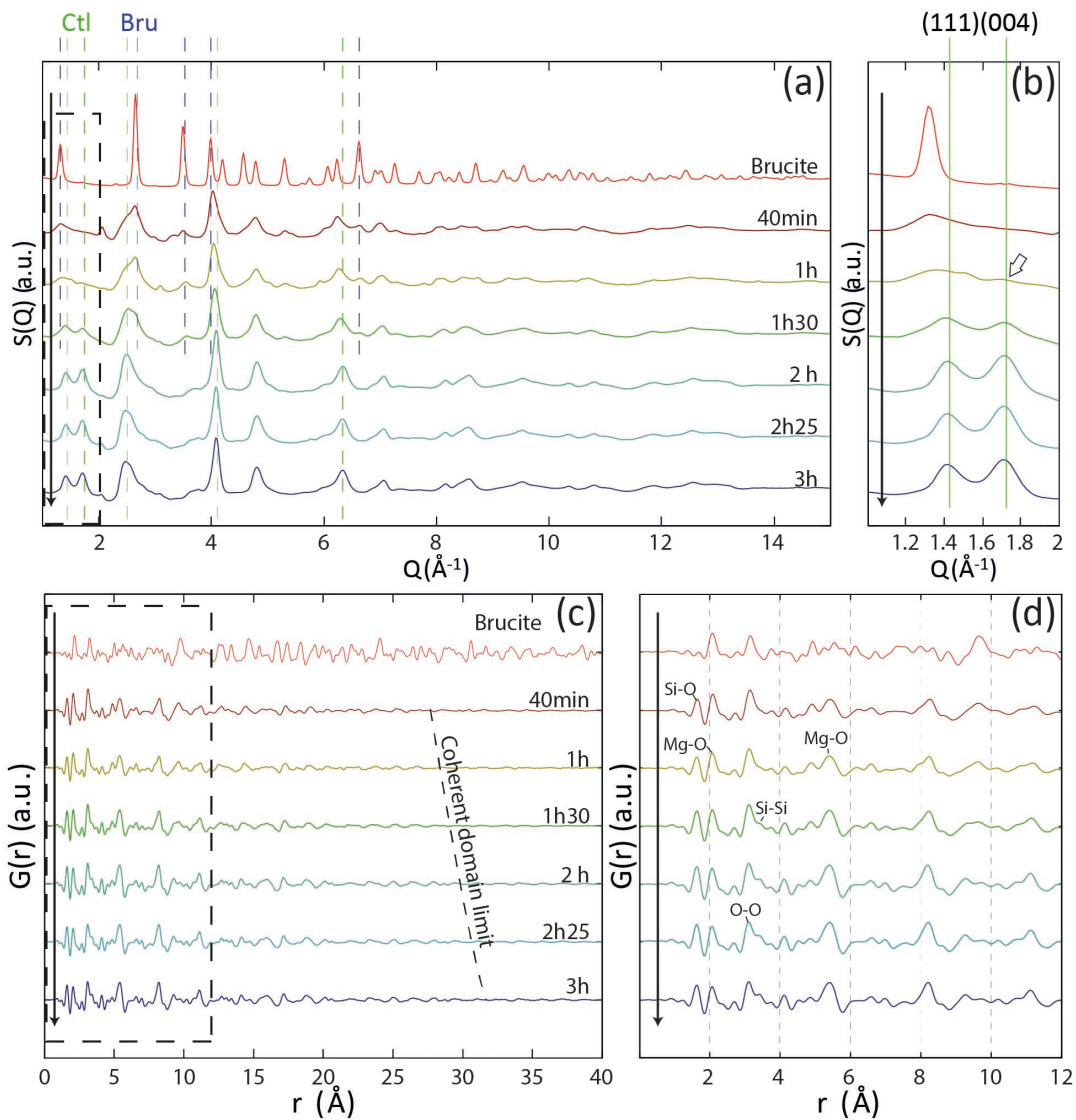 Ctl Bru
(111)(004)
(a)
(b)
Brucite
40min
1h
1h30
2 h
2h25
3h
S(Q) (a.u.)
S(Q) (a.u.)
2 4 6 8 10 12 14
1.2 1.4 1.6 1.8 2
Q(Å⁻¹)
Q(Å⁻¹)
(c)
(d)
Brucite
40min
1h
1h30
2 h
2h25
3h
Coherent domain limit
Si-O
Mg-O
Mg-O
Si-Si
O-O
G(r) (a.u.)
G(r) (a.u.)
0 5 10 15 20 25 30 35 40
2 4 6 8 10 12
r (Å)
r (Å)